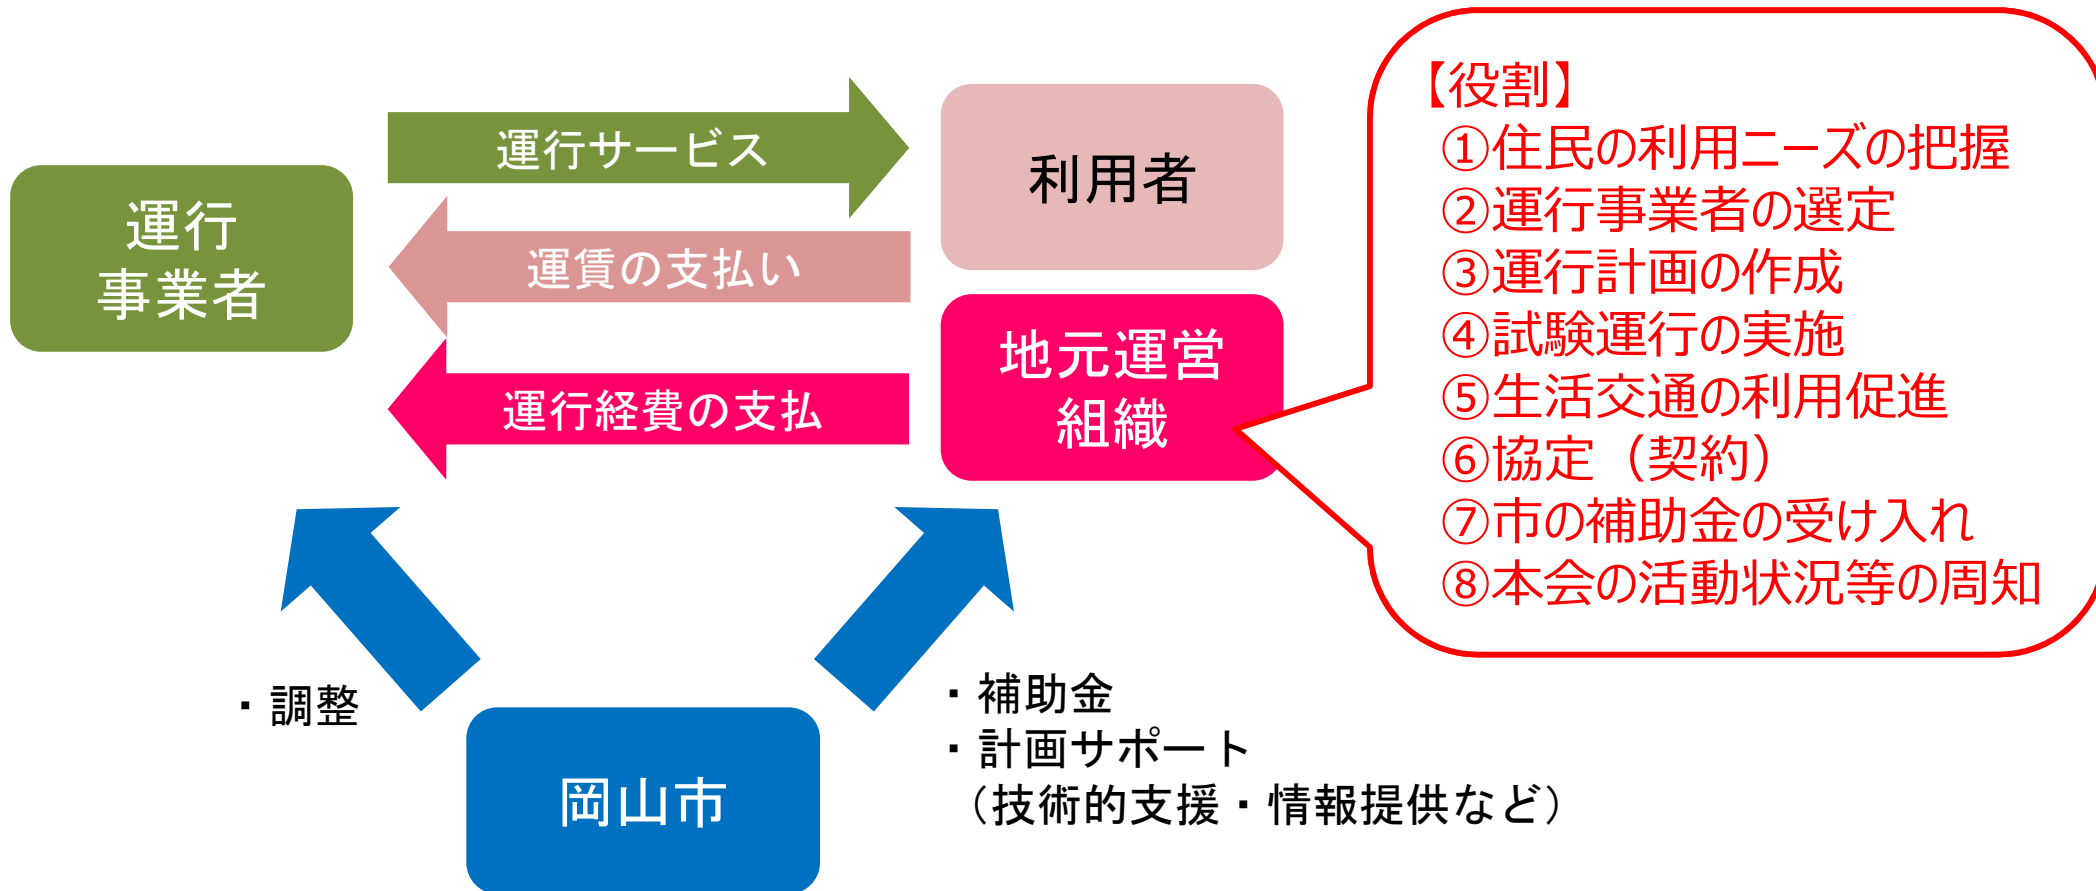 運行サービス
運行
事業者
運賃の支払い
運行経費の支払
利用者
地元運営
組織
【役割】
①住民の利用ニーズの把握
②運行事業者の選定
③運行計画の作成
④試験運行の実施
⑤生活交通の利用促進
⑥協定（契約）
⑦市の補助金の受け入れ
⑧本会の活動状況等の周知
・調整
・補助金
・計画サポート
（技術的支援・情報提供など）
岡山市